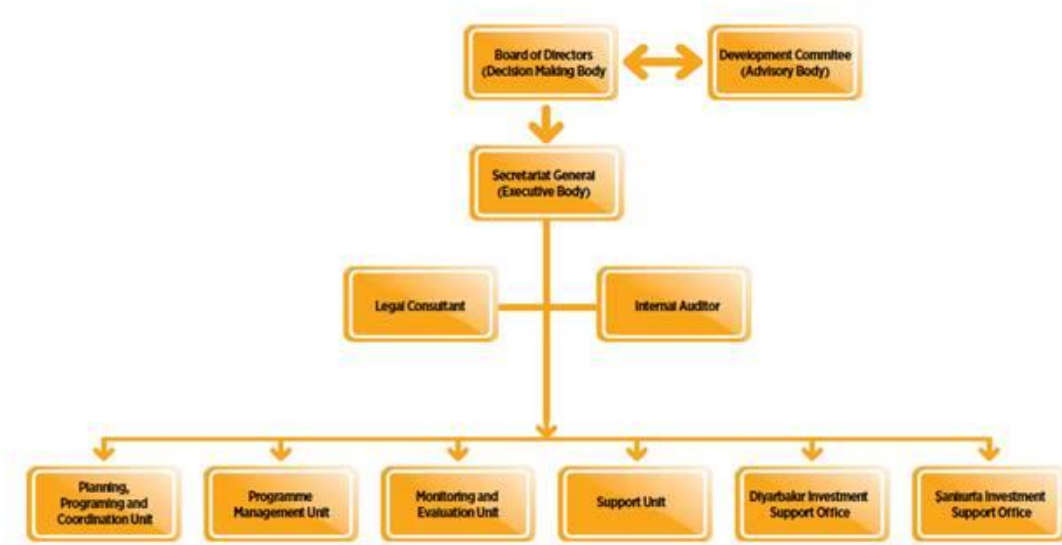 Board of Directors
(Decision Making Body
Development Commitee
(Advisory Body)
Secretariat General
(Executive Body)
Legal Consultant
Internal Auditor
Planning,
Programing and
Coordination Unit
Programme
Management Unit
Monitoring and
Evaluation Unit
Support Unit
Diyarbakır Investment
Support Office
Şanlıurfa Investment
Support Office